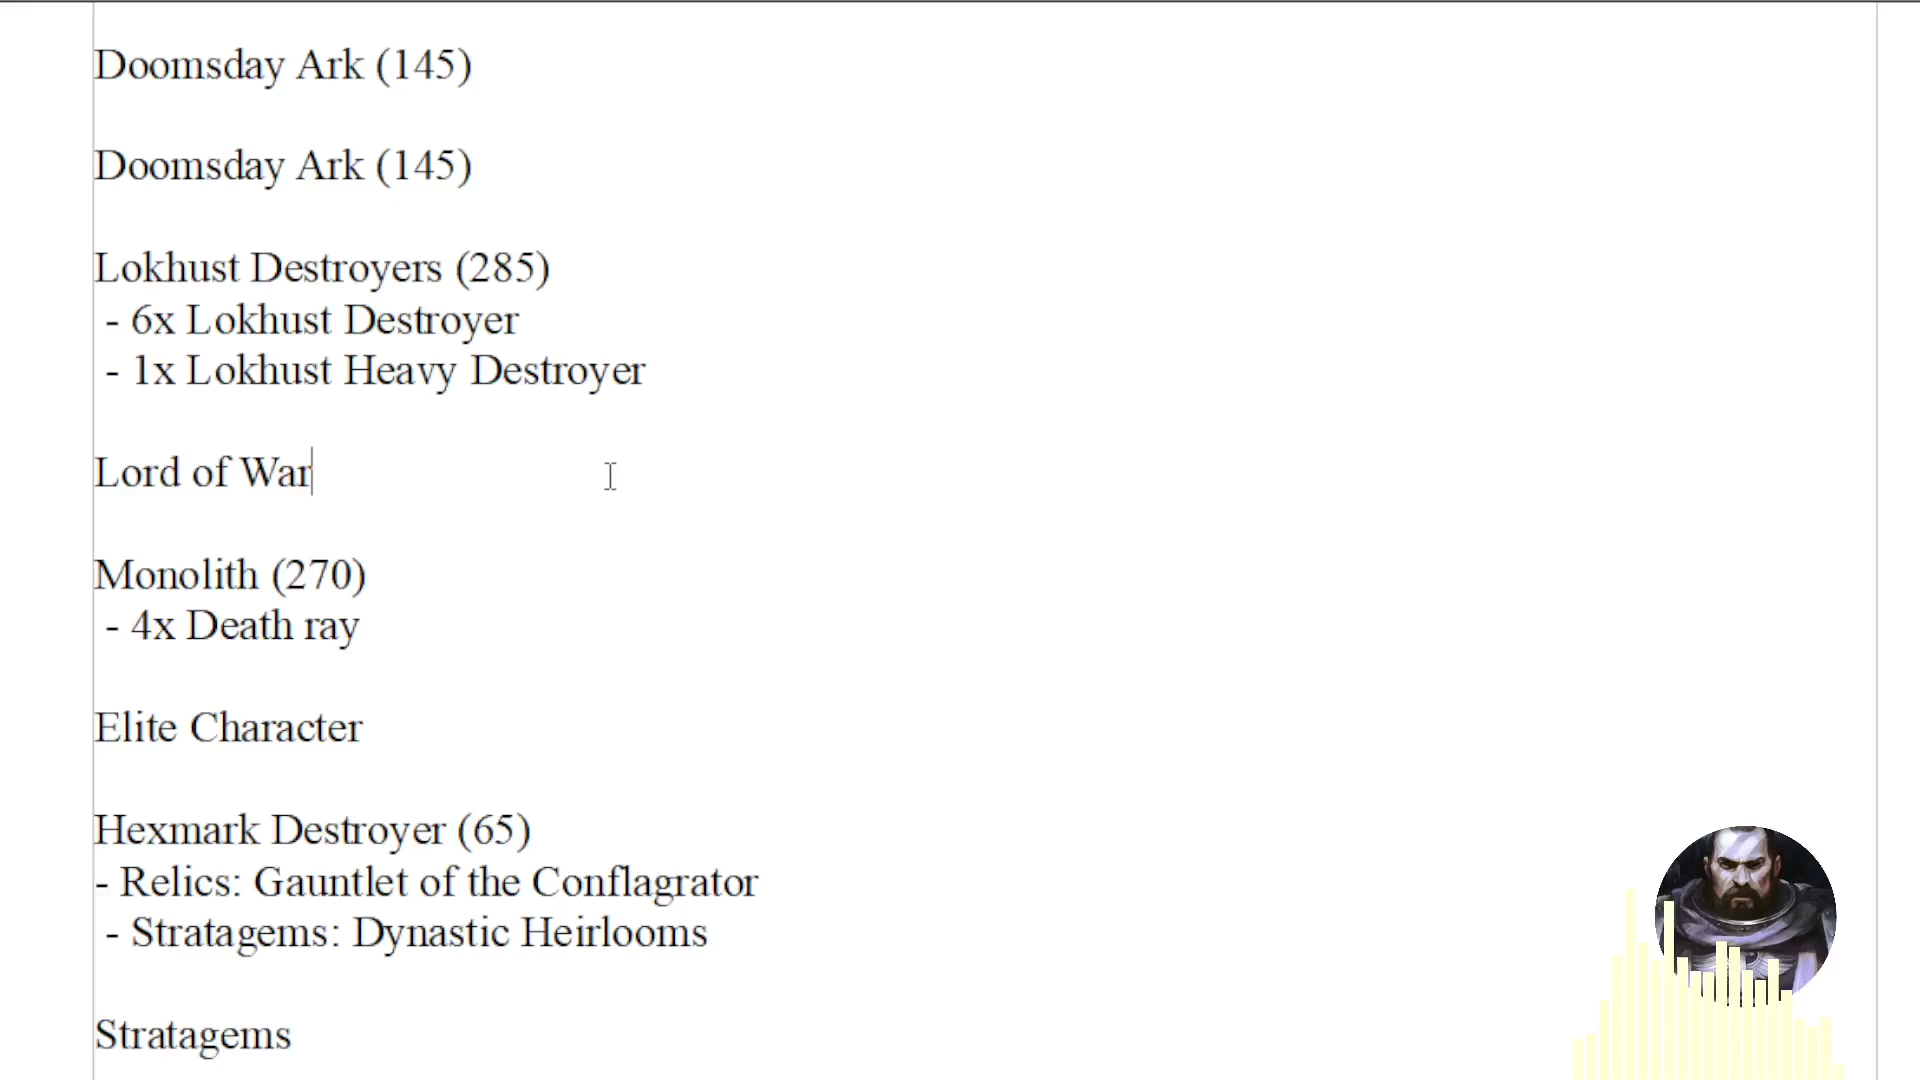 Doomsday Ark (145)
Doomsday Ark (145)
Lokhust Destroyers (285)
- 6x Lokhust Destroyer
- 1x Lokhust Heavy Destroyer
Lord of War
Monolith (270)
- 4x Death ray
Elite Character
Hexmark Destroyer (65)
- Relics: Gauntlet of the Conflagrator
- Stratagems: Dynastic Heirlooms
Stratagems